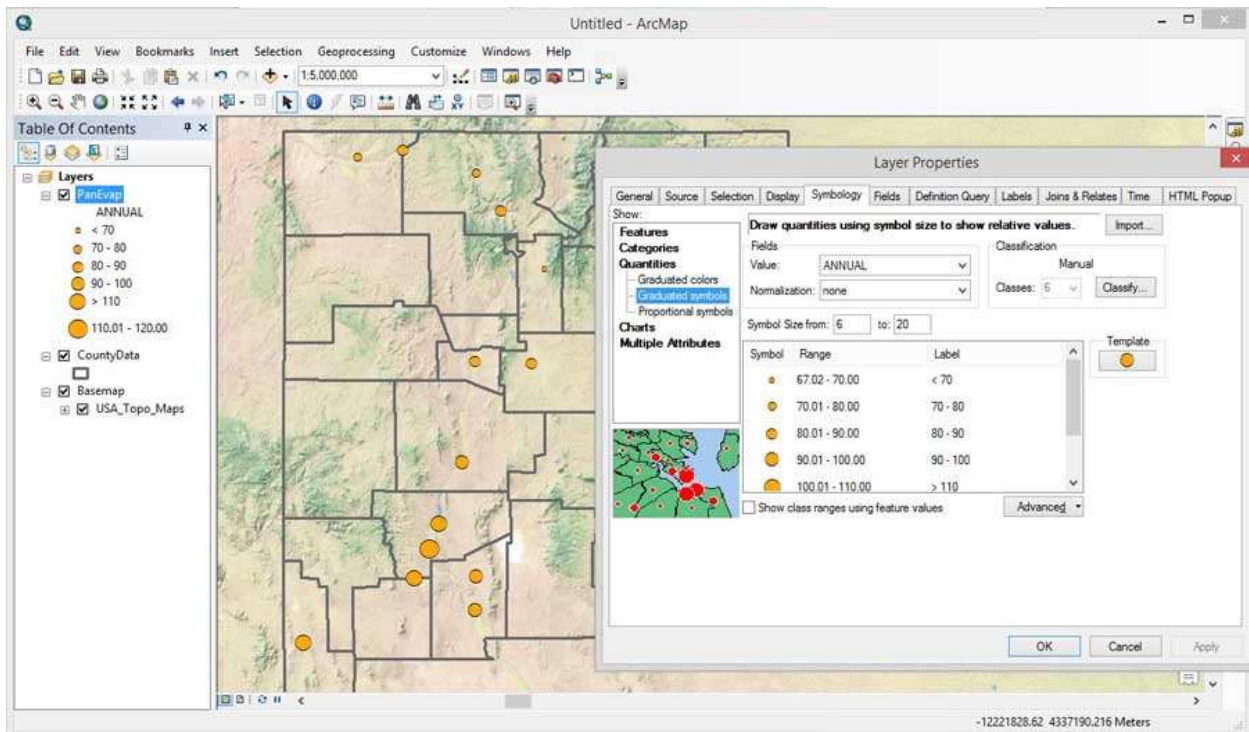 Untitled - ArcMap
File Edit View Bookmarks Insert Selection Geoprocessing Customize Windows Help
1:5,000,000
Table Of Contents
Layers
PanEvap
ANNUAL
< 70
70 - 80
80 - 90
90 - 100
> 110
110.01 - 120.00
CountyData
Basemap
USA_Topo_Maps
Layer Properties
General Source Selection Display Symbology Fields Definition Query Labels Joins & Relates Time HTML Popup
Show:
Features
Categories
Quantities
Graduated colors
Graduated symbols
Proportional symbols
Charts
Multiple Attributes
Draw quantities using symbol size to show relative values.
Import...
Fields
Value: ANNUAL
Normalization: none
Classification
Manual
Classes: 6 Classify...
Symbol Size from: 6 to: 20
Symbol Range Label
67.02 - 70.00 < 70
70.01 - 80.00 70 - 80
80.01 - 90.00 80 - 90
90.01 - 100.00 90 - 100
100.01 - 110.00 > 110
Template
Show class ranges using feature values
Advanced
OK Cancel Apply
-12221828.62 4337190.216 Meters